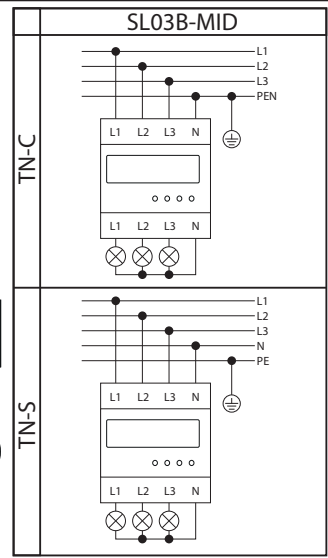 SL03B-MID
TN-C
L1
L2
L3
PEN
L1 L2 L3 N
L1 L2 L3 N
TN-S
L1
L2
L3
N
PE
L1 L2 L3 N
L1 L2 L3 N